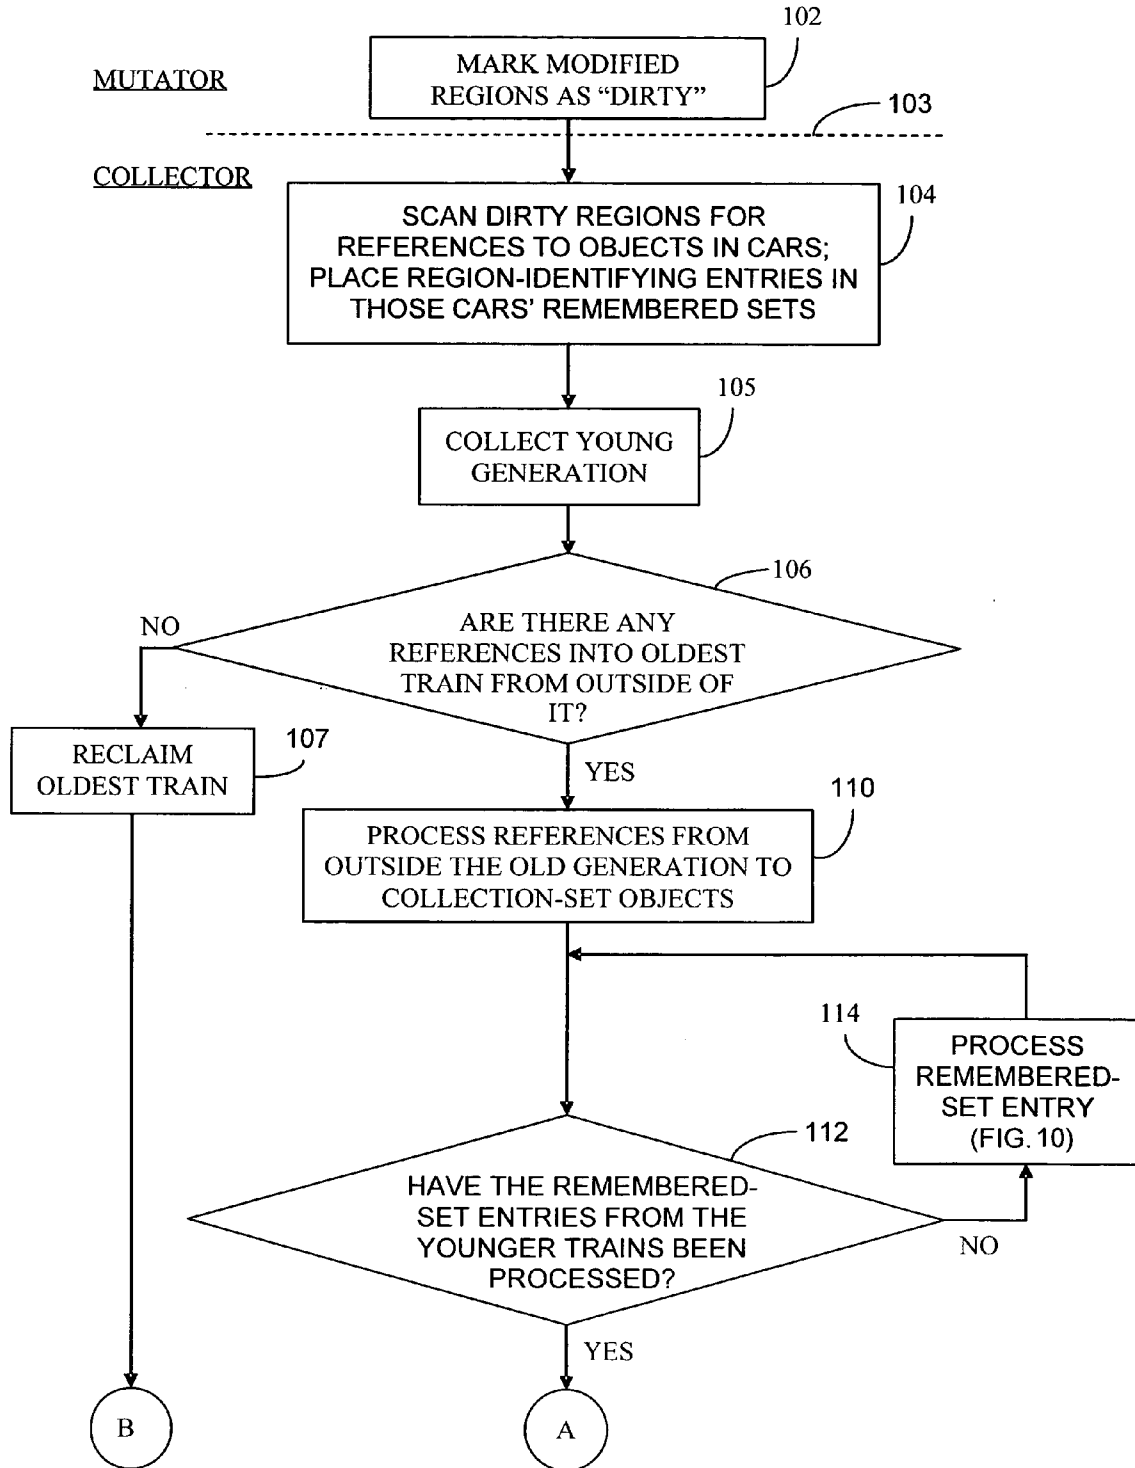 102
MUTATOR
MARK MODIFIED
REGIONS AS “DIRTY”
103
COLLECTOR
104
SCAN DIRTY REGIONS FOR
REFERENCES TO OBJECTS IN CARS;
PLACE REGION-IDENTIFYING ENTRIES IN
THOSE CARS’ REMEMBERED SETS
105
COLLECT YOUNG
GENERATION
106
NO
ARE THERE ANY
REFERENCES INTO OLDEST
TRAIN FROM OUTSIDE OF
IT?
RECLAIM
OLDEST TRAIN
107
YES
110
PROCESS REFERENCES FROM
OUTSIDE THE OLD GENERATION TO
COLLECTION-SET OBJECTS
114
PROCESS
REMEMBERED-
SET ENTRY
(FIG. 10)
112
HAVE THE REMEMBERED-
SET ENTRIES FROM THE
YOUNGER TRAINS BEEN
PROCESSED?
NO
YES
B
A